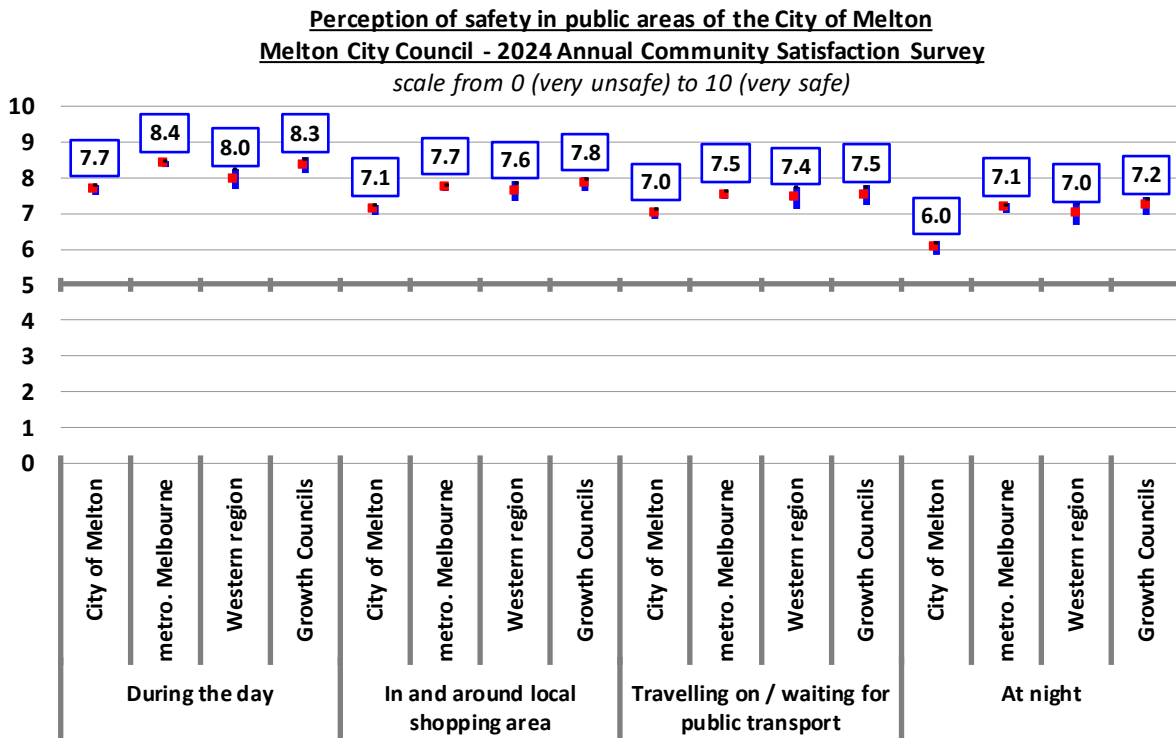 Perception of safety in public areas of the City of Melton
Melton City Council - 2024 Annual Community Satisfaction Survey
scale from 0 (very unsafe) to 10 (very safe)
10
9
8
7
6
5
4
3
2
1
0
7.7
8.4
8.0
8.3
7.1
7.7
7.6
7.8
7.0
7.5
7.4
7.5
6.0
7.1
7.0
7.2
City of Melton
metro. Melbourne
Western region
Growth Councils
City of Melton
metro. Melbourne
Western region
Growth Councils
City of Melton
metro. Melbourne
Western region
Growth Councils
City of Melton
metro. Melbourne
Western region
Growth Councils
During the day
In and around local
shopping area
Travelling on / waiting for
public transport
At night